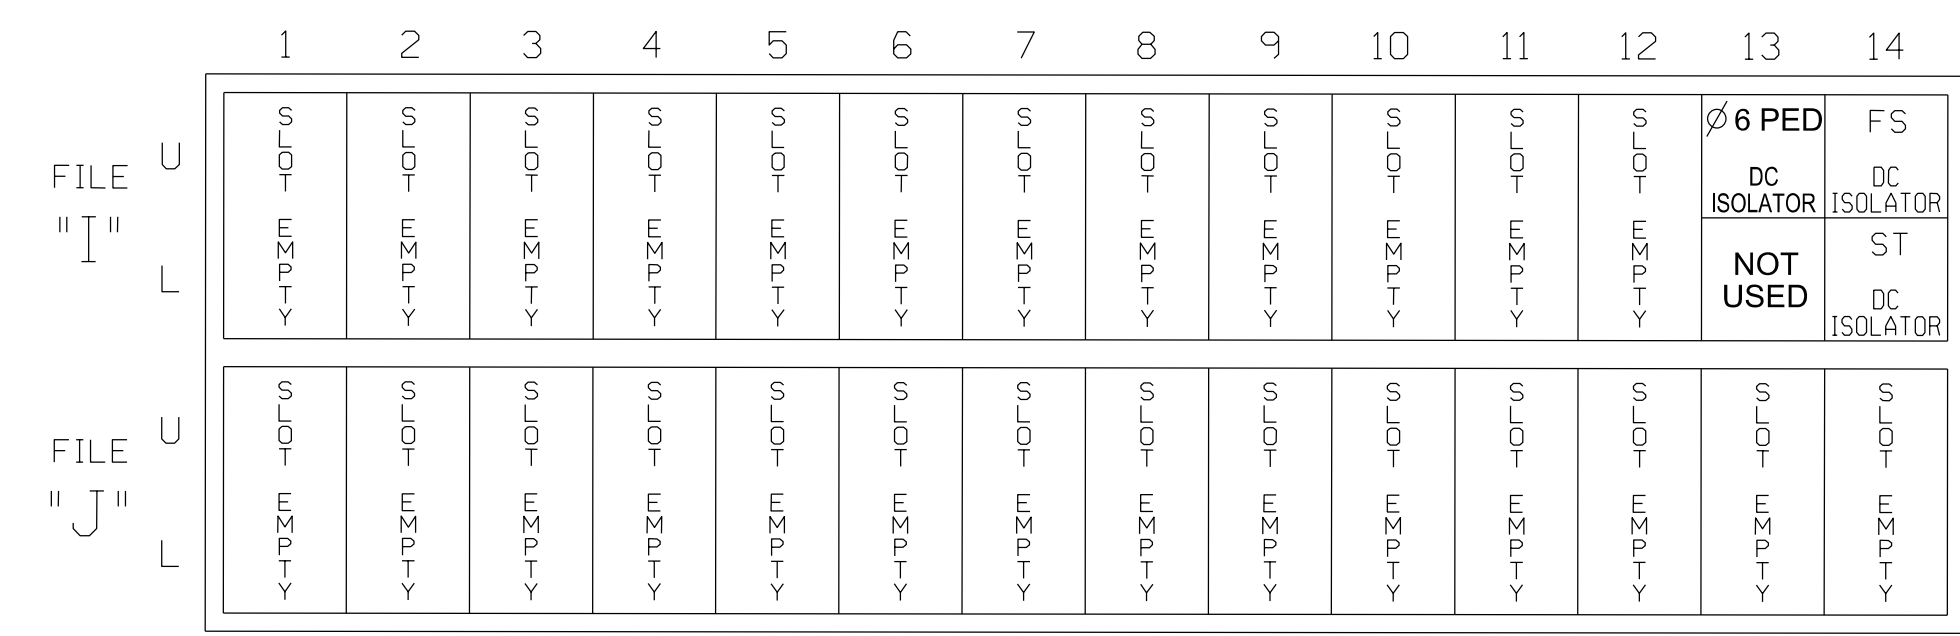 1 2 3 4 5 6 7 8 9 10 11 12 13 14
FILE
"I"
U
L
SLOT EMPTY
SLOT EMPTY
SLOT EMPTY
SLOT EMPTY
SLOT EMPTY
SLOT EMPTY
SLOT EMPTY
SLOT EMPTY
SLOT EMPTY
SLOT EMPTY
SLOT EMPTY
SLOT EMPTY
∅ 6 PED
DC
ISOLATOR
NOT
USED
FS
DC
ISOLATOR
ST
DC
ISOLATOR
FILE
"J"
U
L
SLOT EMPTY
SLOT EMPTY
SLOT EMPTY
SLOT EMPTY
SLOT EMPTY
SLOT EMPTY
SLOT EMPTY
SLOT EMPTY
SLOT EMPTY
SLOT EMPTY
SLOT EMPTY
SLOT EMPTY
SLOT EMPTY
SLOT EMPTY